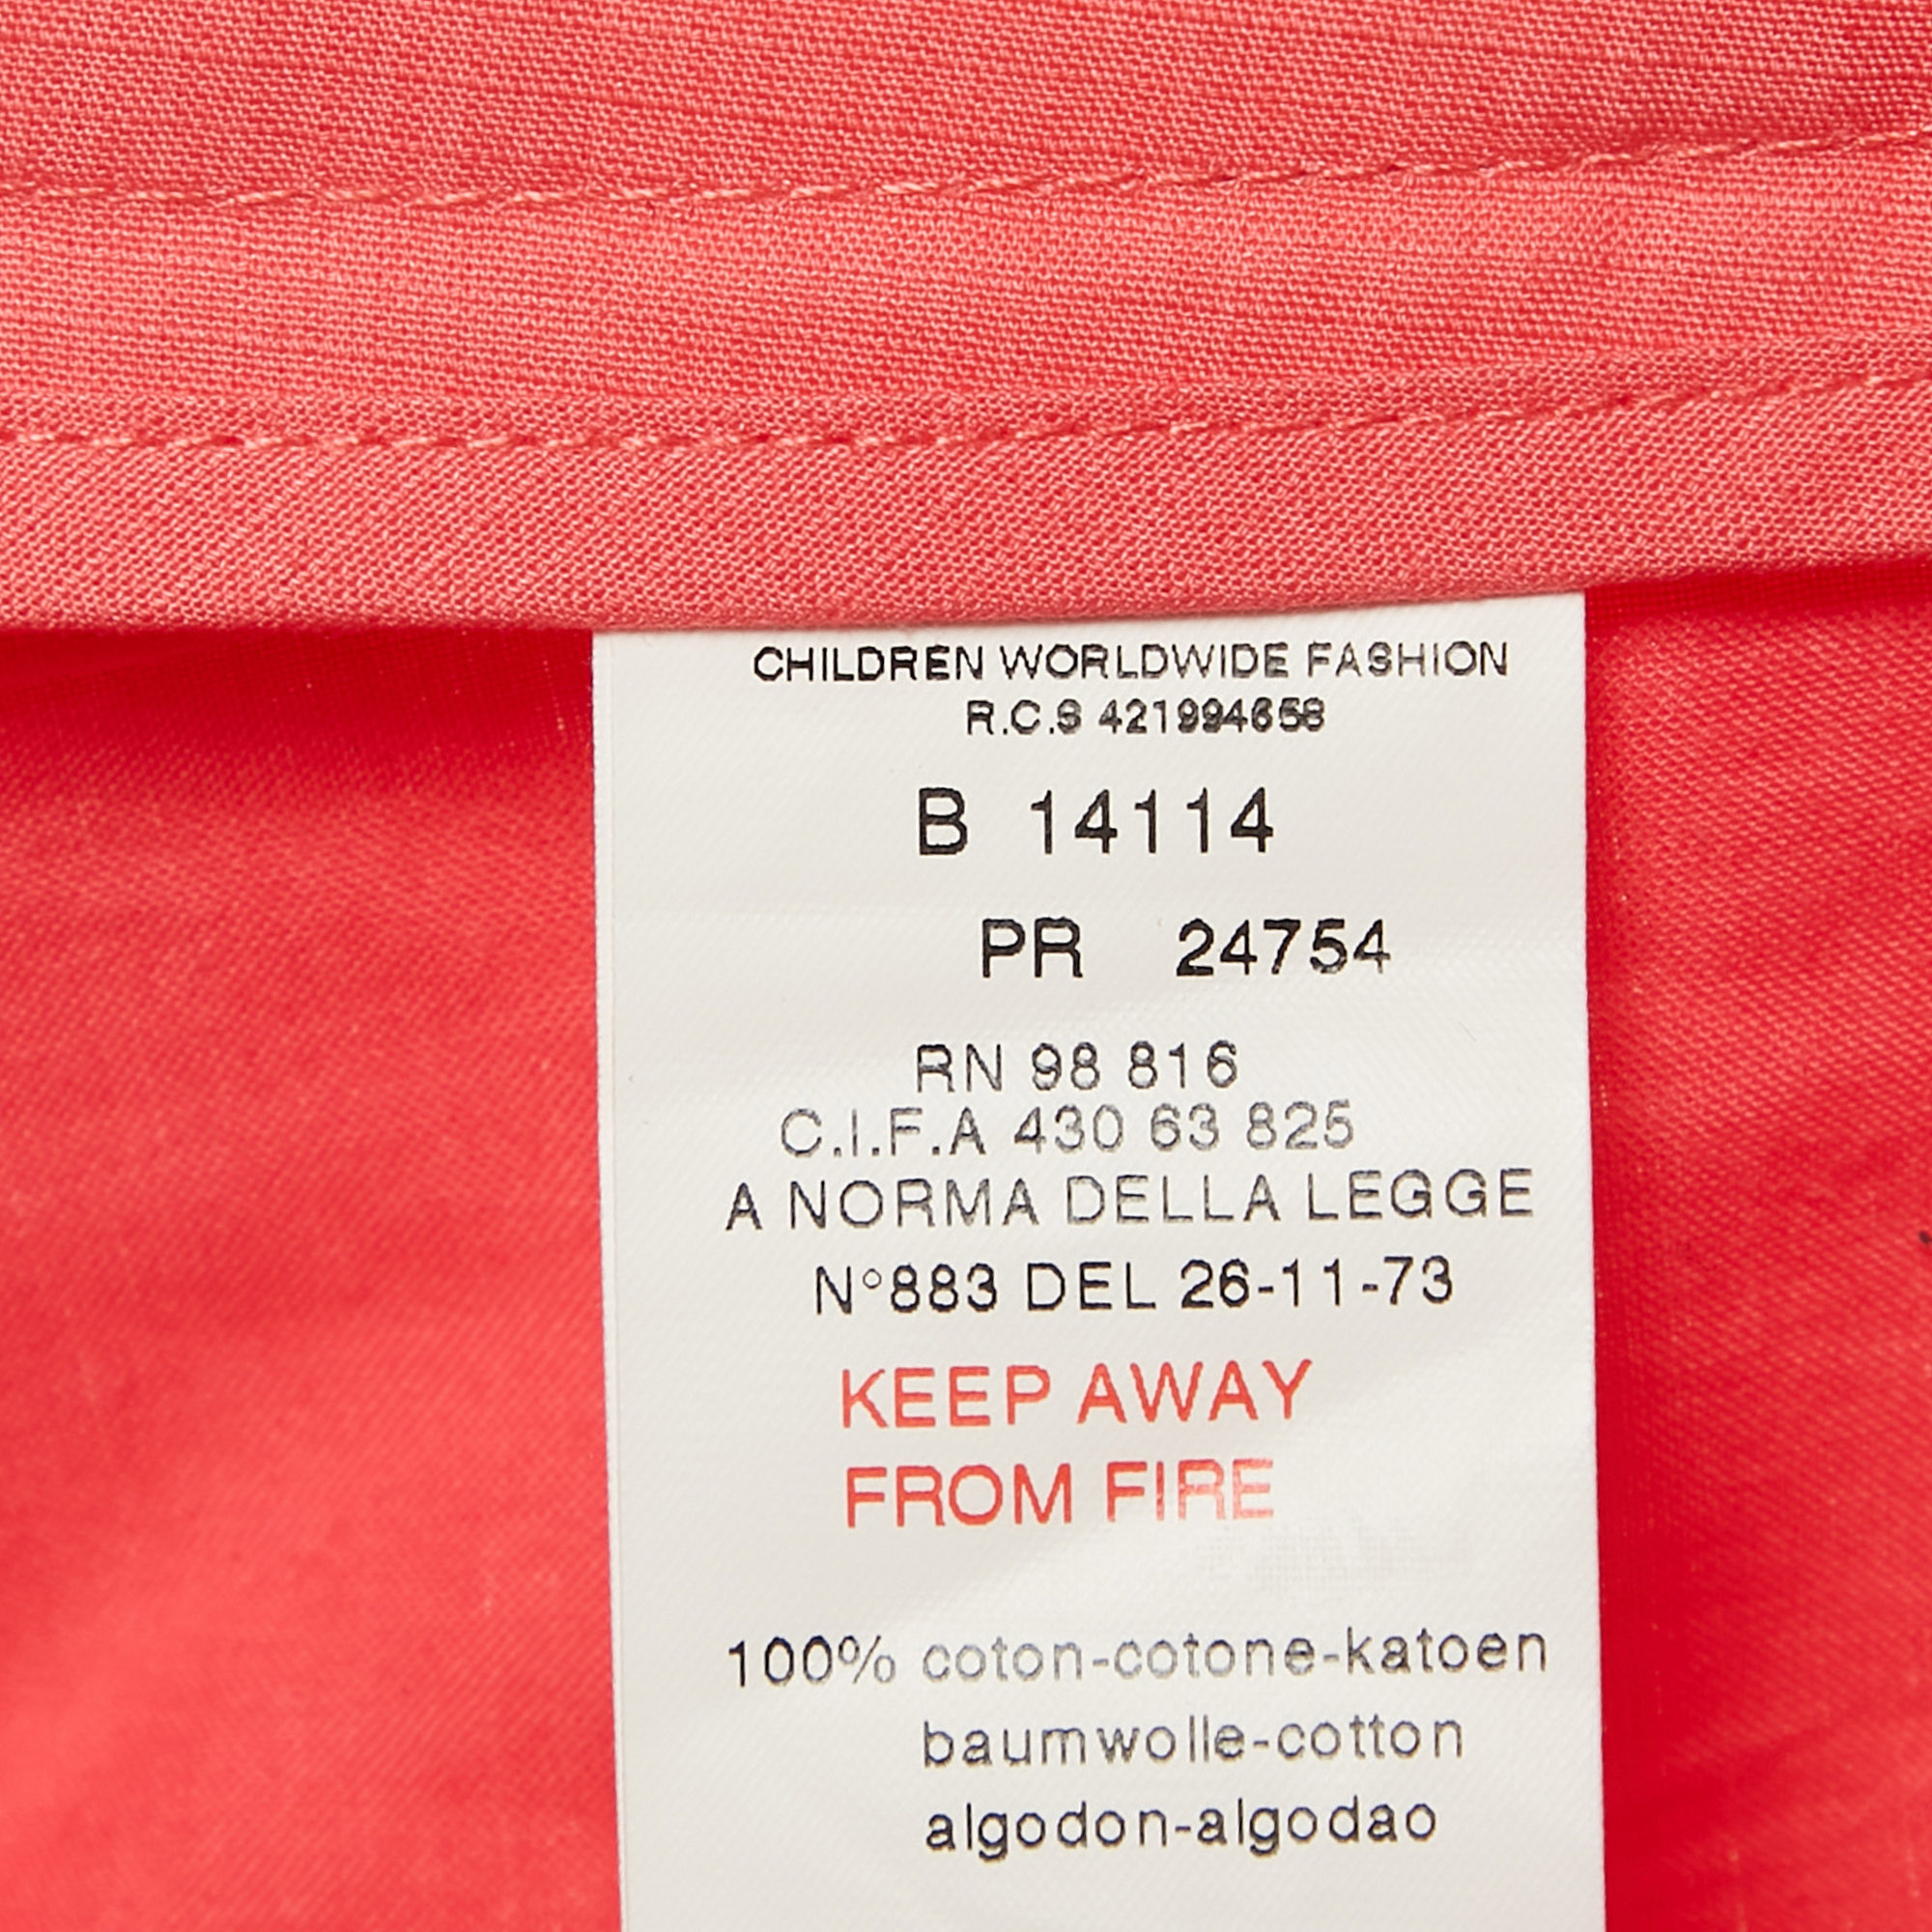 CHILDREN WORLDWIDE FASHION
R.C.S 421994658
B 14114
PR 24754
RN 98 816
C.I.F.A 430 63 825
A NORMA DELLA LEGGE
N°883 DEL 26-11-73
KEEP AWAY
FROM FIRE
100% coton-cotone-katoen
baumwolle-cotton
algodon-algodao